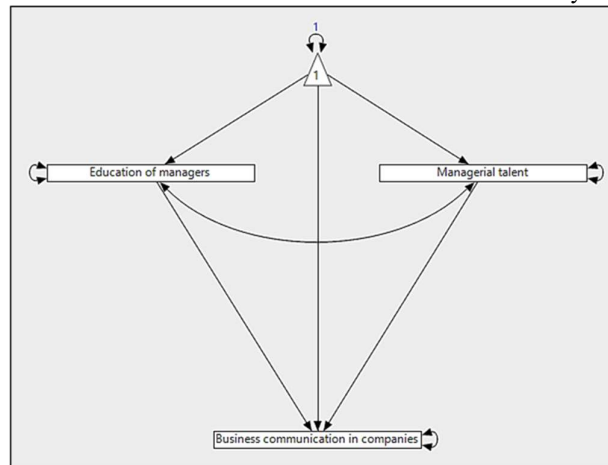 1
1
Education of managers
Managerial talent
Business communication in companies